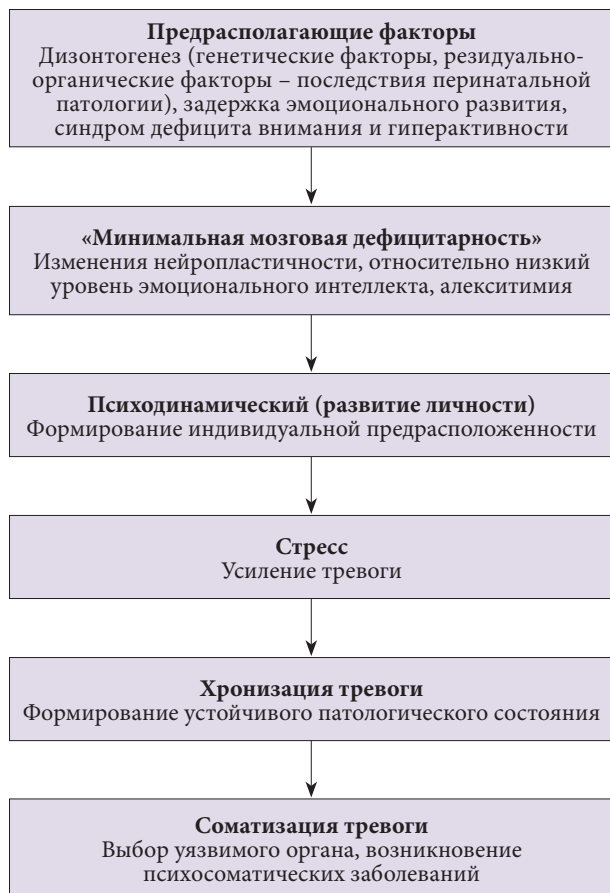 Предрасполагающие факторы
Дизонтогенез (генетические факторы, резидуально-
органические факторы – последствия перинатальной
патологии), задержка эмоционального развития,
синдром дефицита внимания и гиперактивности
«Минимальная мозговая дефицитарность»
Изменения нейропластичности, относительно низкий
уровень эмоционального интеллекта, алекситимия
Психодинамический (развитие личности)
Формирование индивидуальной предрасположенности
Стресс
Усиление тревоги
Хронизация тревоги
Формирование устойчивого патологического состояния
Соматизация тревоги
Выбор уязвимого органа, возникновение
психосоматических заболеваний